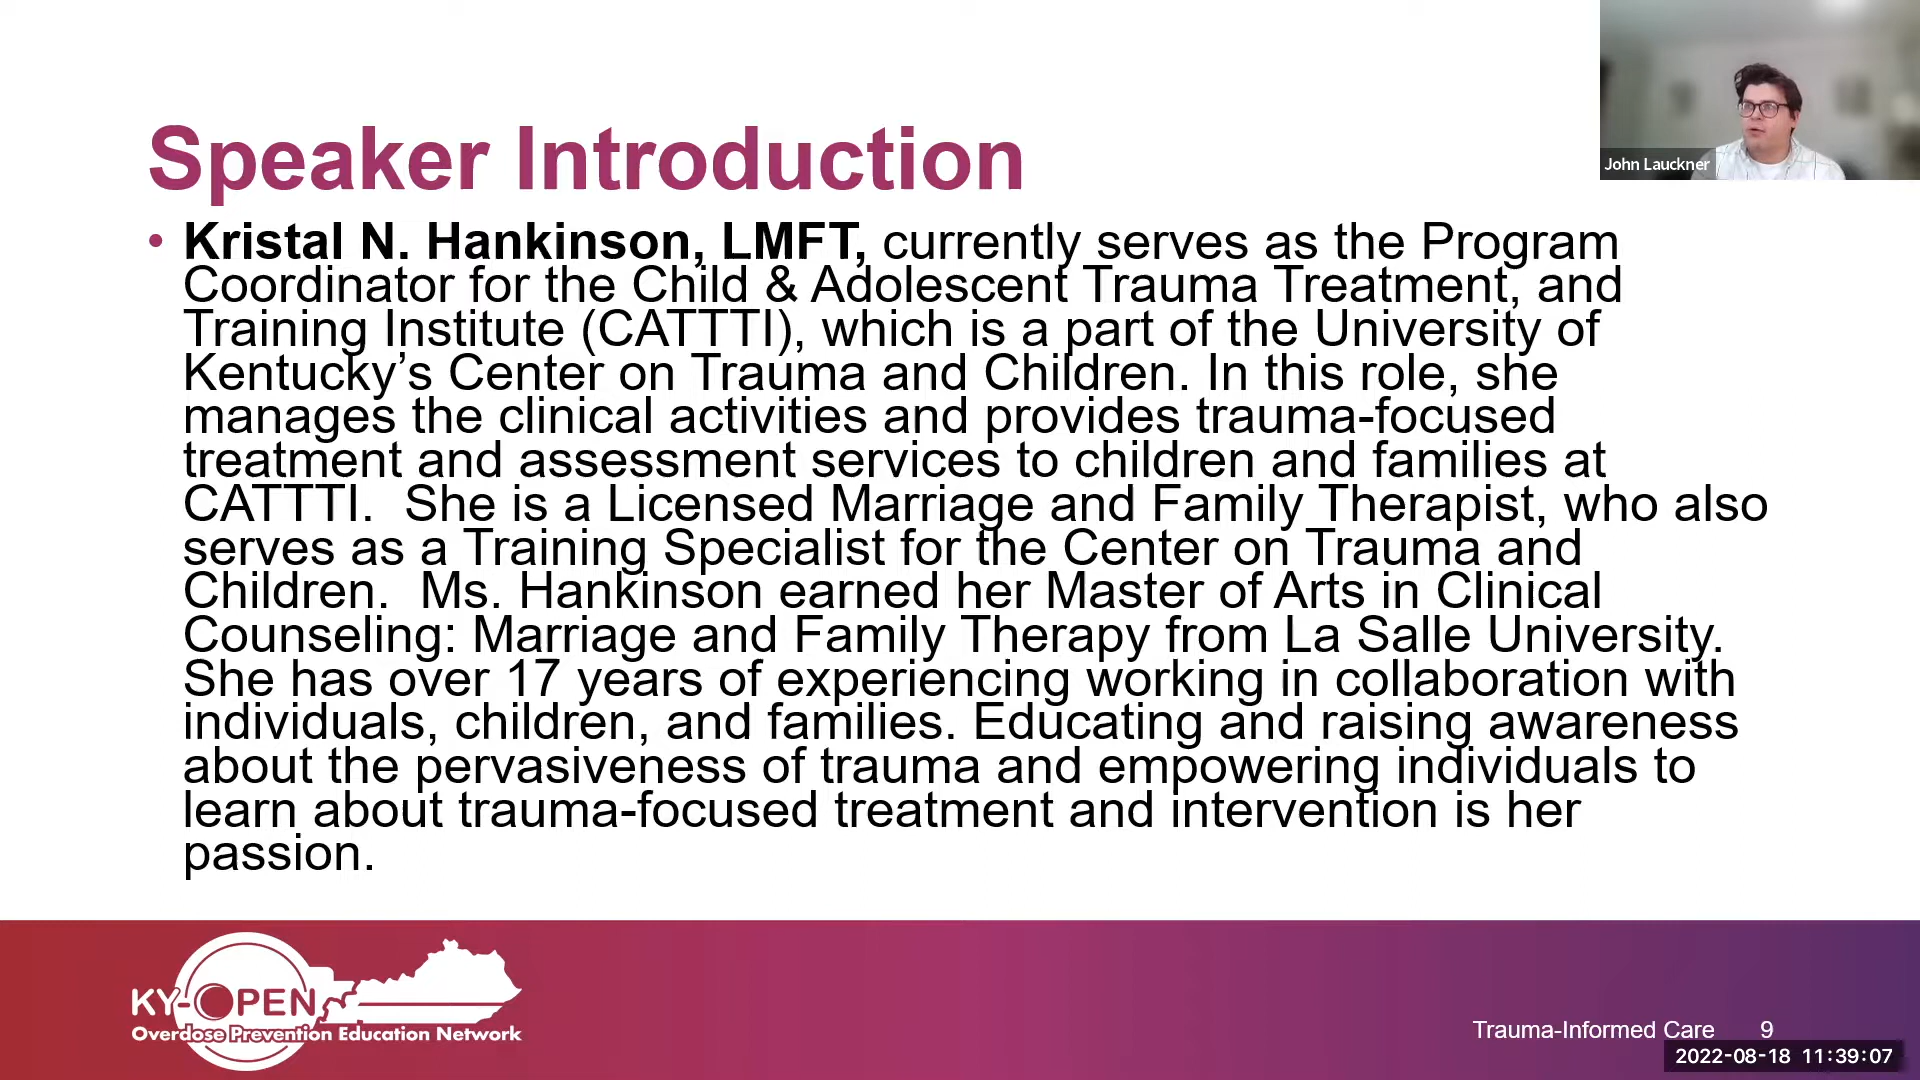 John Lauckner
Speaker Introduction
• Kristal N. Hankinson, LMFT, currently serves as the Program
Coordinator for the Child & Adolescent Trauma Treatment, and
Training Institute (CATTTI), which is a part of the University of
Kentucky’s Center on Trauma and Children. In this role, she
manages the clinical activities and provides trauma-focused
treatment and assessment services to children and families at
CATTTI.  She is a Licensed Marriage and Family Therapist, who also
serves as a Training Specialist for the Center on Trauma and
Children.  Ms. Hankinson earned her Master of Arts in Clinical
Counseling: Marriage and Family Therapy from La Salle University.
She has over 17 years of experiencing working in collaboration with
individuals, children, and families. Educating and raising awareness
about the pervasiveness of trauma and empowering individuals to
learn about trauma-focused treatment and intervention is her
passion.
KY-OPEN
Overdose Prevention Education Network
Trauma-Informed Care 9
2022-08-18 11:39:07